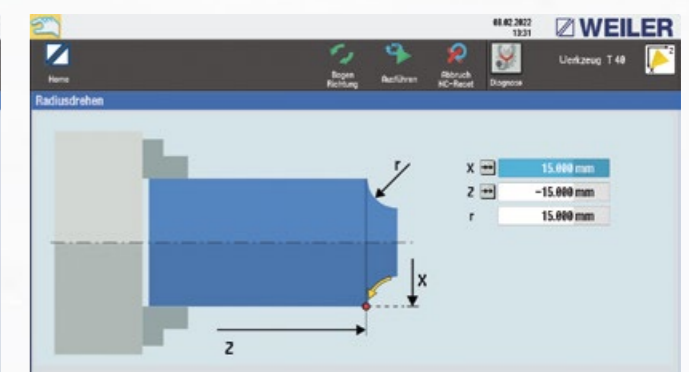 08.02.2022
13:31
WEILER
Home
Bogen
Richtung
Ausführen
Abbruch
NC-Reset
Diagnose
Werkzeug T 40
Z
X
Radiusdrehen
r
X
Z
X 15.000 mm
Z -15.000 mm
r 15.000 mm